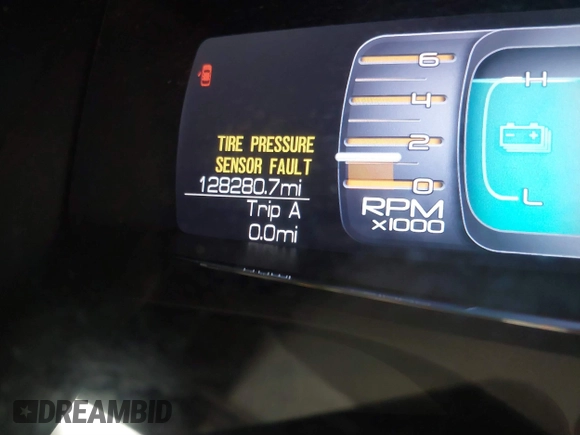 TIRE PRESSURE
SENSOR FAULT
128280.7mi
Trip A
0.0mi
6
4
2
0
RPM
x1000
H
L
DREAMBID